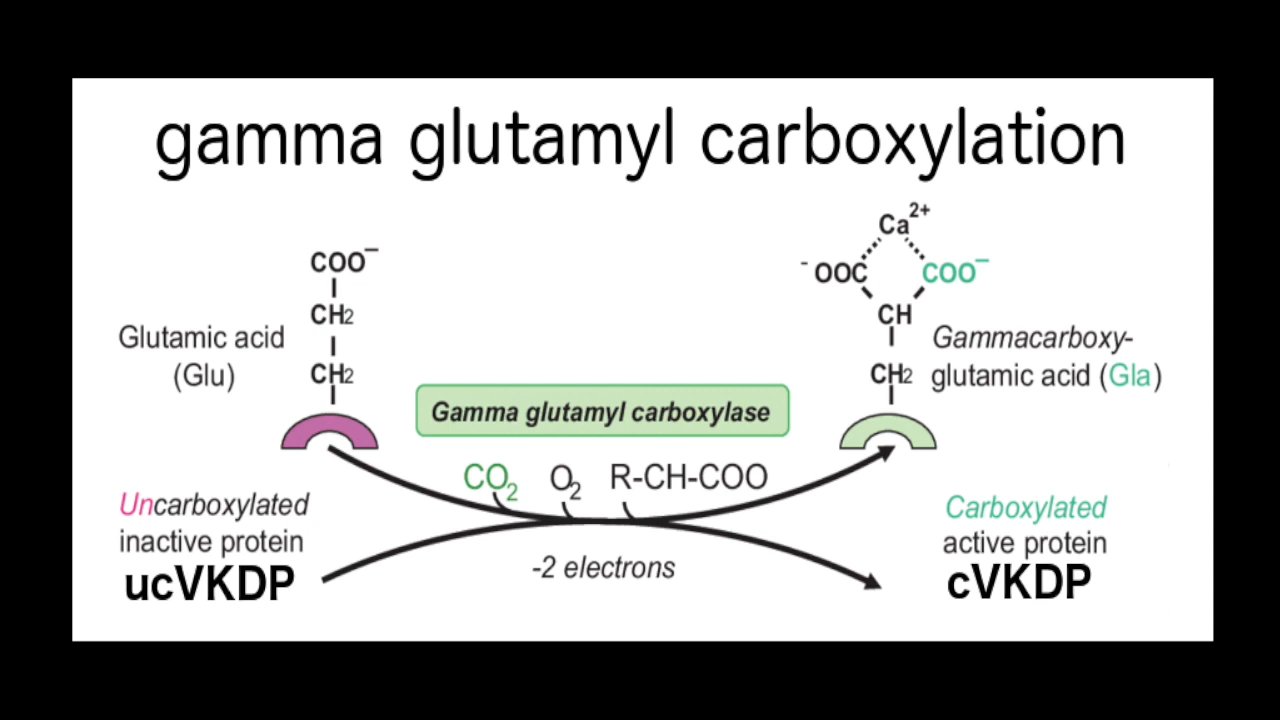 gamma glutamyl carboxylation
COO⁻
CH2
CH2
Glutamic acid
(Glu)
Ca²⁺
⁻OOC COO⁻
CH
CH2
Gammacarboxy-
glutamic acid (Gla)
Gamma glutamyl carboxylase
CO₂ O₂ R-CH-COO
-2 electrons
Uncarboxylated
inactive protein
ucVKDP
Carboxylated
active protein
cVKDP